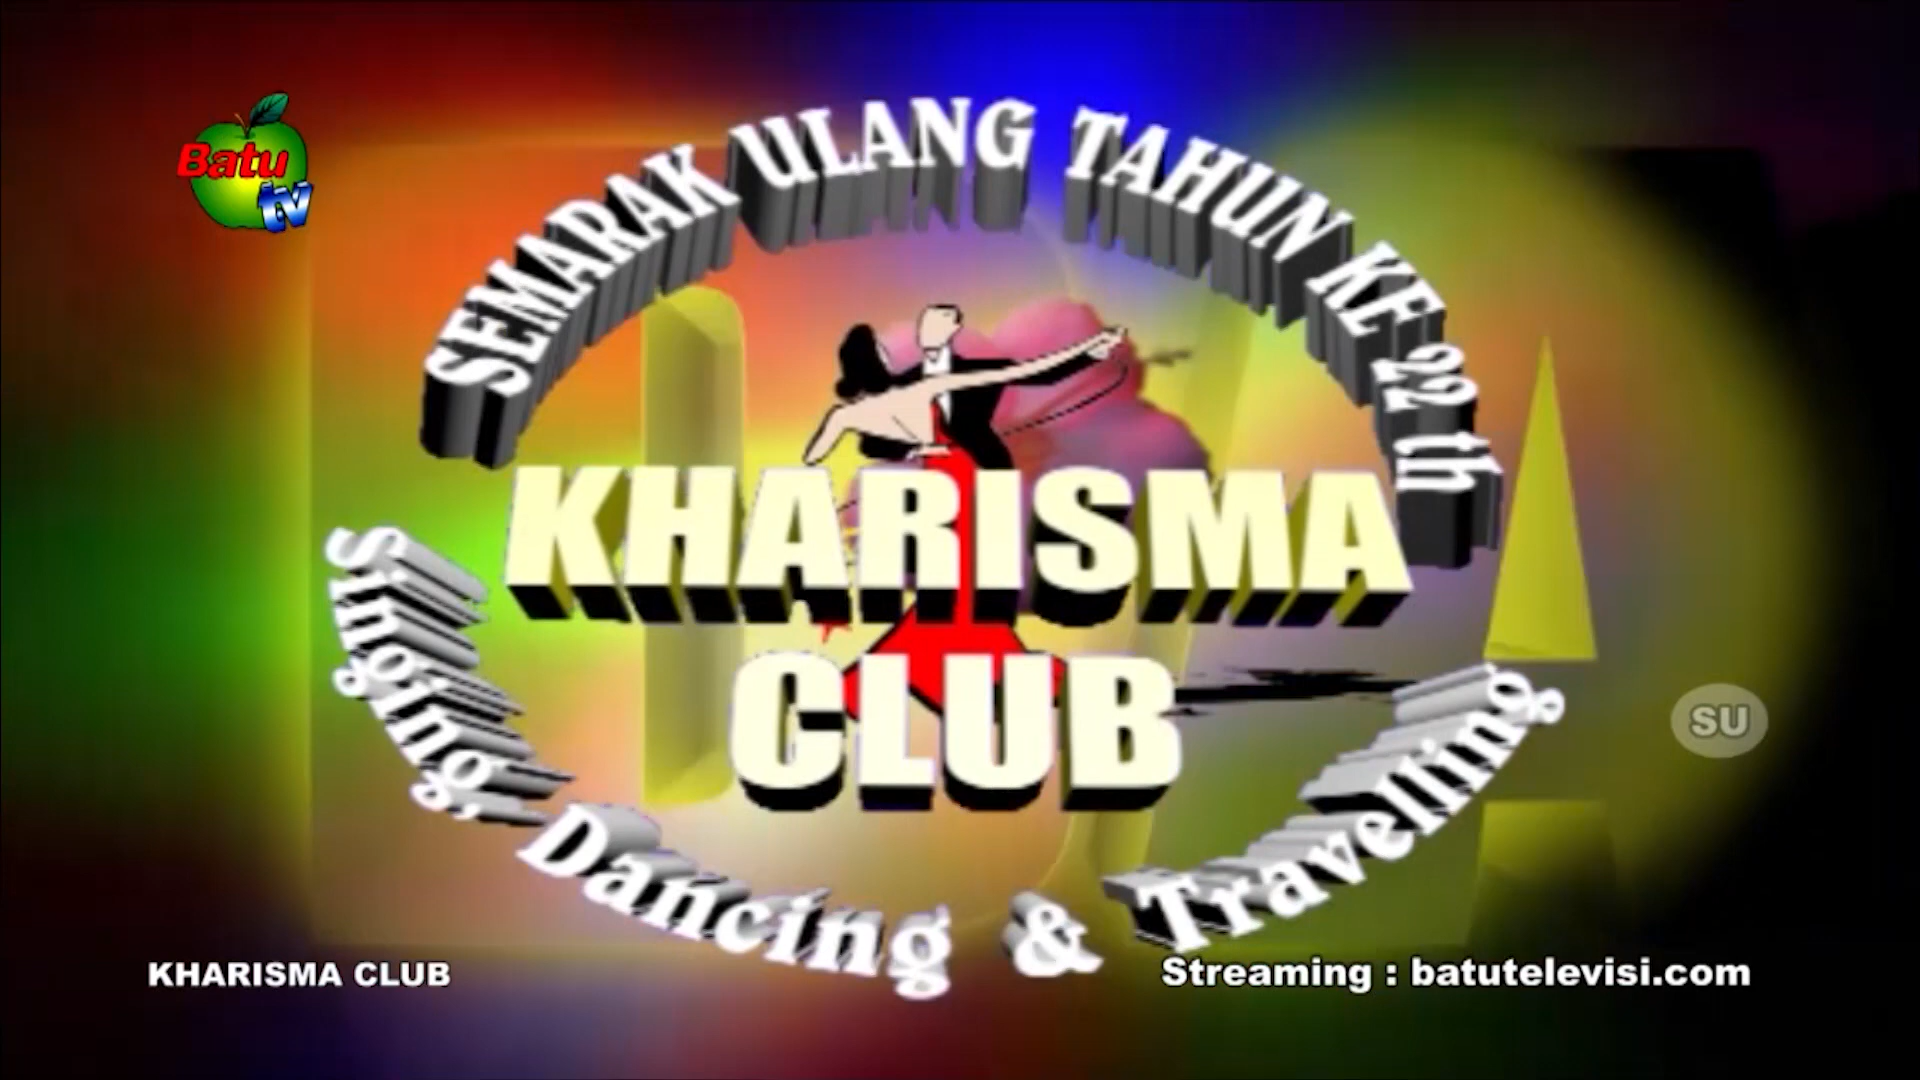 Batu
tv
SEMARAK ULANG TAHUN KE 22 th
KHARISMA
CLUB
Singing, Dancing & Travelling
SU
KHARISMA CLUB
Streaming : batutelevisi.com